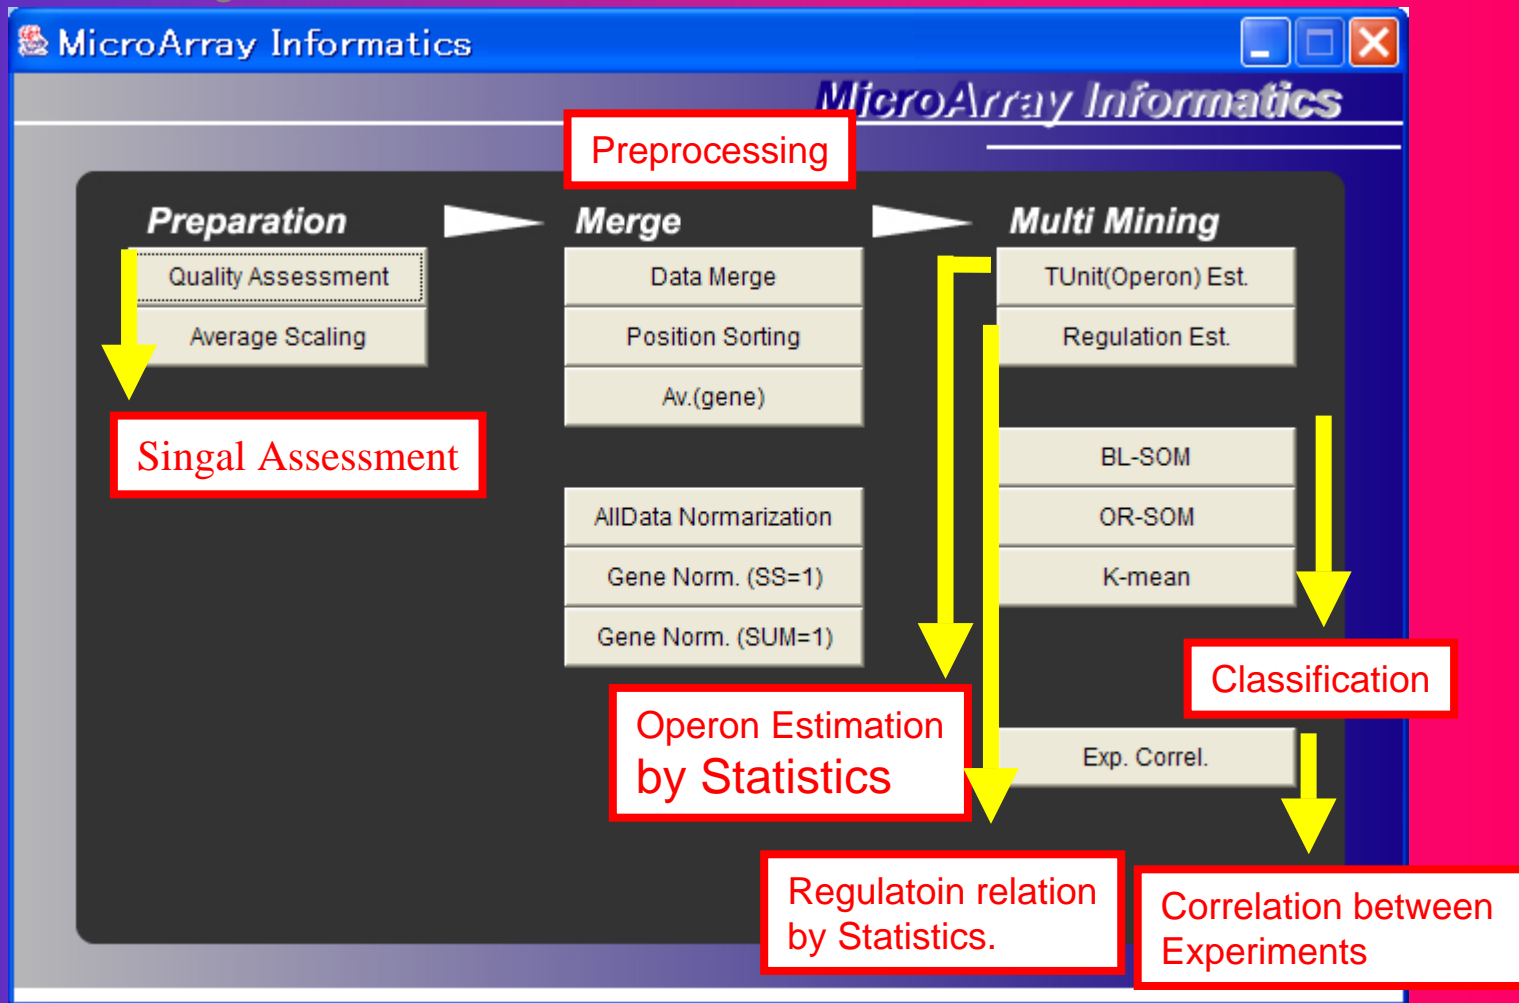 MicroArray Informatics
MicroArray Informatics
Preprocessing
Preparation
Merge
Multi Mining
Quality Assessment
Data Merge
TUnit(Operon) Est.
Average Scaling
Position Sorting
Regulation Est.
Av.(gene)
Singal Assessment
BL-SOM
AllData Normarization
OR-SOM
Gene Norm. (SS=1)
K-mean
Gene Norm. (SUM=1)
Classification
Operon Estimation
by Statistics
Exp. Correl.
Regulatoin relation
by Statistics.
Correlation between
Experiments